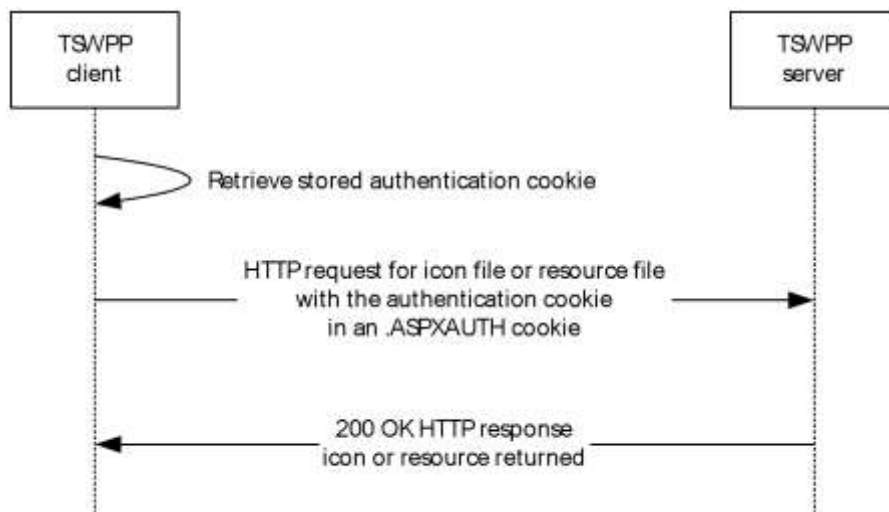 TSWPP
client
TSWPP
server
Retrieve stored authentication cookie
HTTP request for icon file or resource file
with the authentication cookie
in an .ASPXAUTH cookie
200 OK HTTP response
icon or resource returned